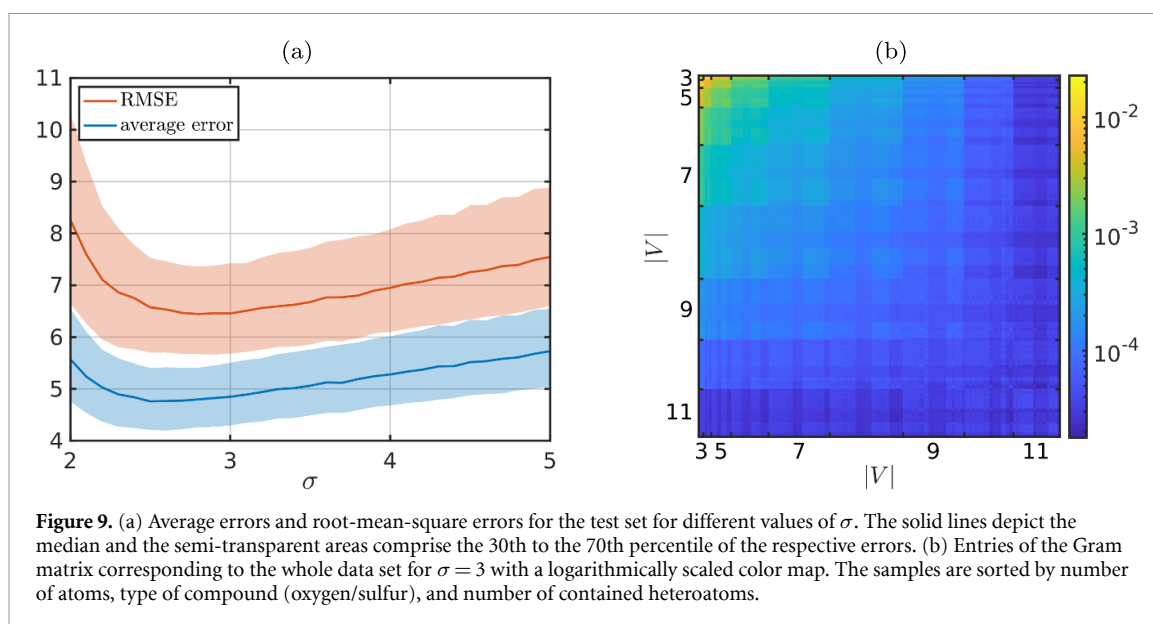 (a)
(b)
11
10
9
8
7
6
5
4
RMSE
average error
2
3
4
5
σ
3
5
7
9
11
|V|
3
5
7
9
11
|V|
10⁻²
10⁻³
10⁻⁴
Figure 9. (a) Average errors and root-mean-square errors for the test set for different values of σ. The solid lines depict the
median and the semi-transparent areas comprise the 30th to the 70th percentile of the respective errors. (b) Entries of the Gram
matrix corresponding to the whole data set for σ = 3 with a logarithmically scaled color map. The samples are sorted by number
of atoms, type of compound (oxygen/sulfur), and number of contained heteroatoms.